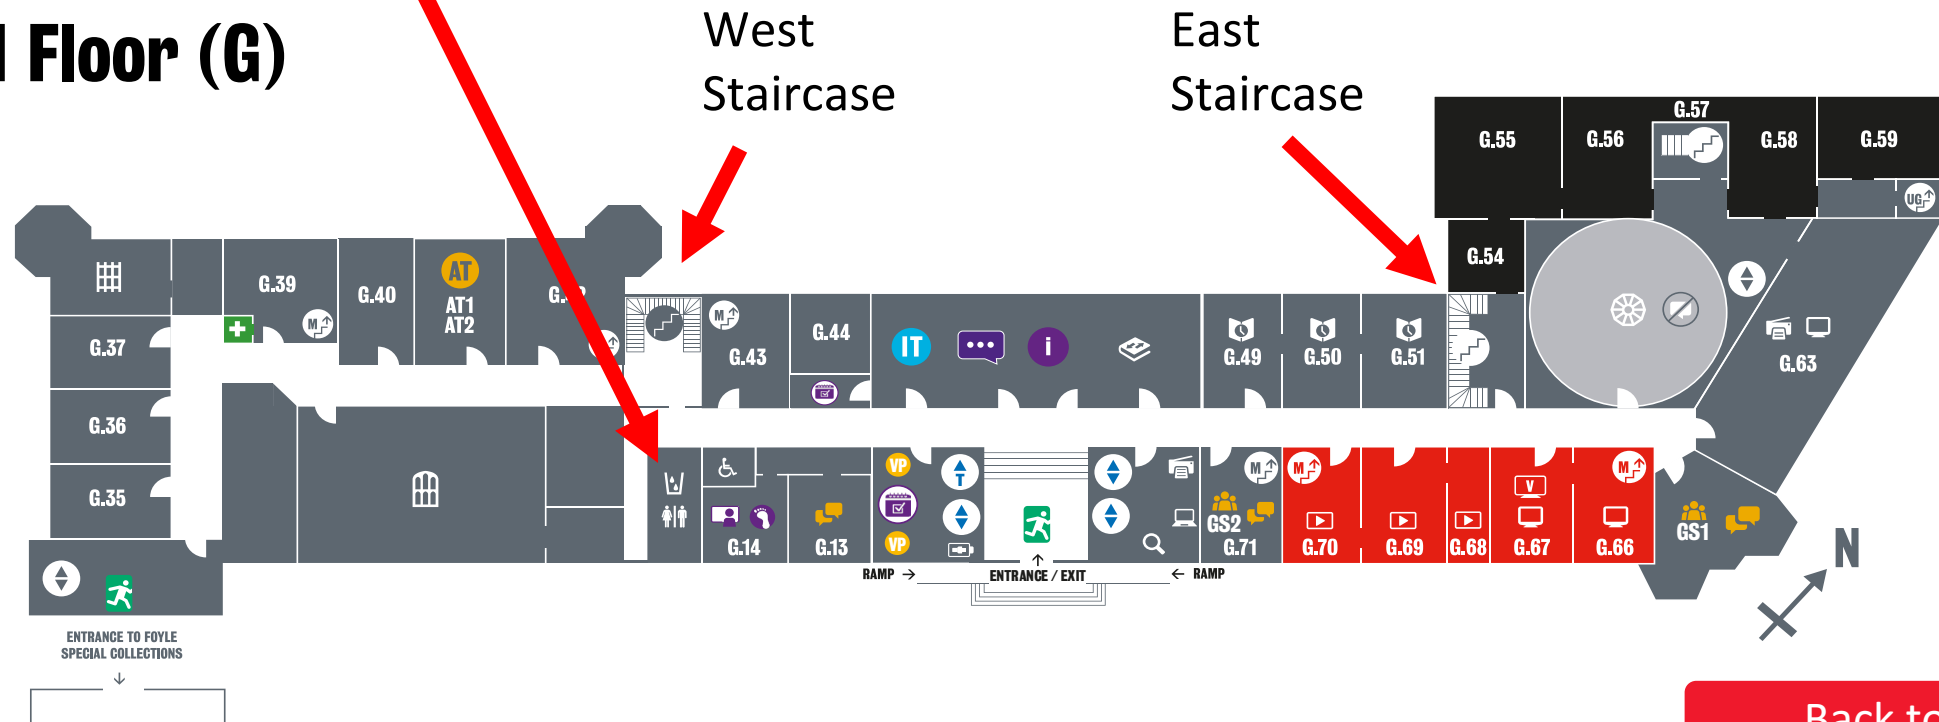 Floor (G)
West
Staircase
East
Staircase
G.55
G.56
G.57
G.58
G.59
UG
G.54
G.39
M
G.40
AT
AT1
AT2
G.37
G.36
G.35
M
G.43
G.44
IT
i
G.49
G.50
G.51
G.63
VP
VP
T
G.14
G.13
M
GS2
G.71
M
G.70
G.69
G.68
V
G.67
M
G.66
GS1
N
RAMP →
ENTRANCE / EXIT
← RAMP
ENTRANCE TO FOYLE
SPECIAL COLLECTIONS
Back to